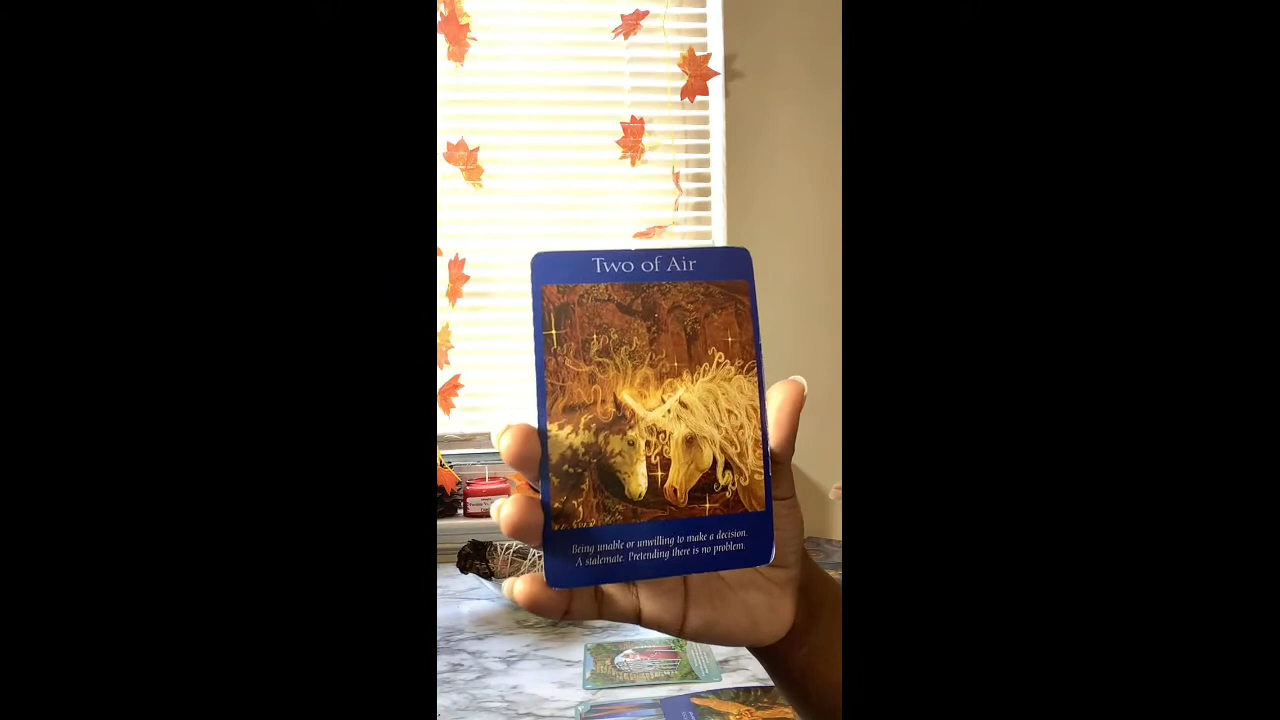 Two of Air
Being unable or unwilling to make a decision.
A stalemate. Pretending there is no problem.